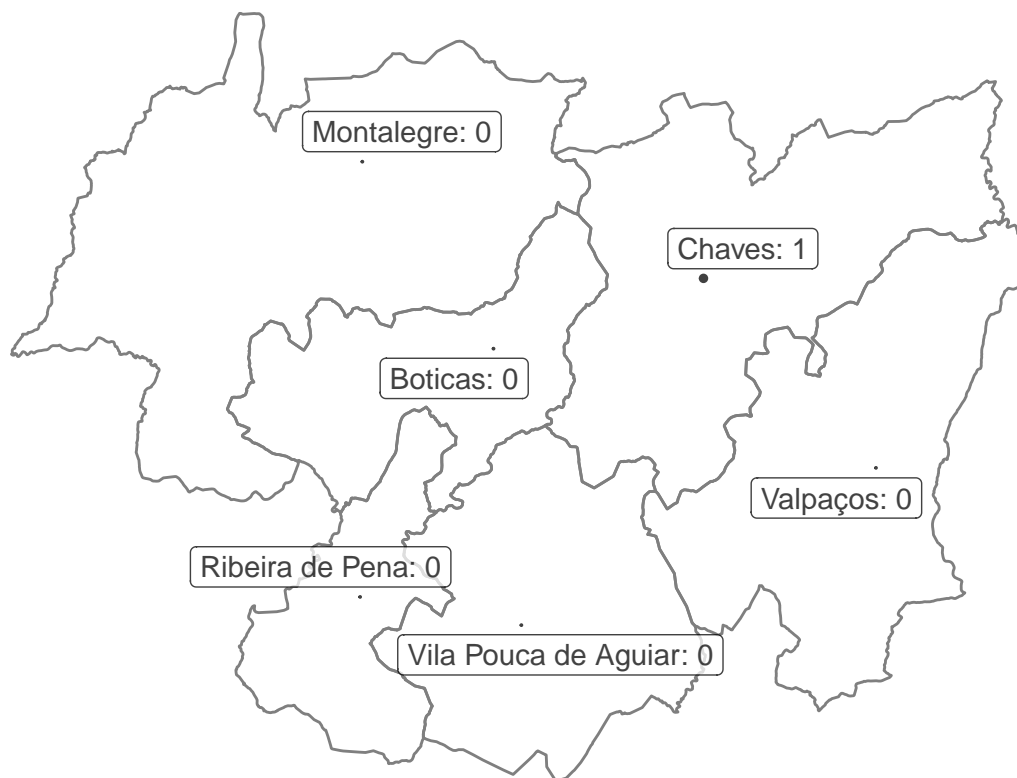 Montalegre: 0
Chaves: 1
Boticas: 0
Valpaços: 0
Ribeira de Pena: 0
Vila Pouca de Aguiar: 0